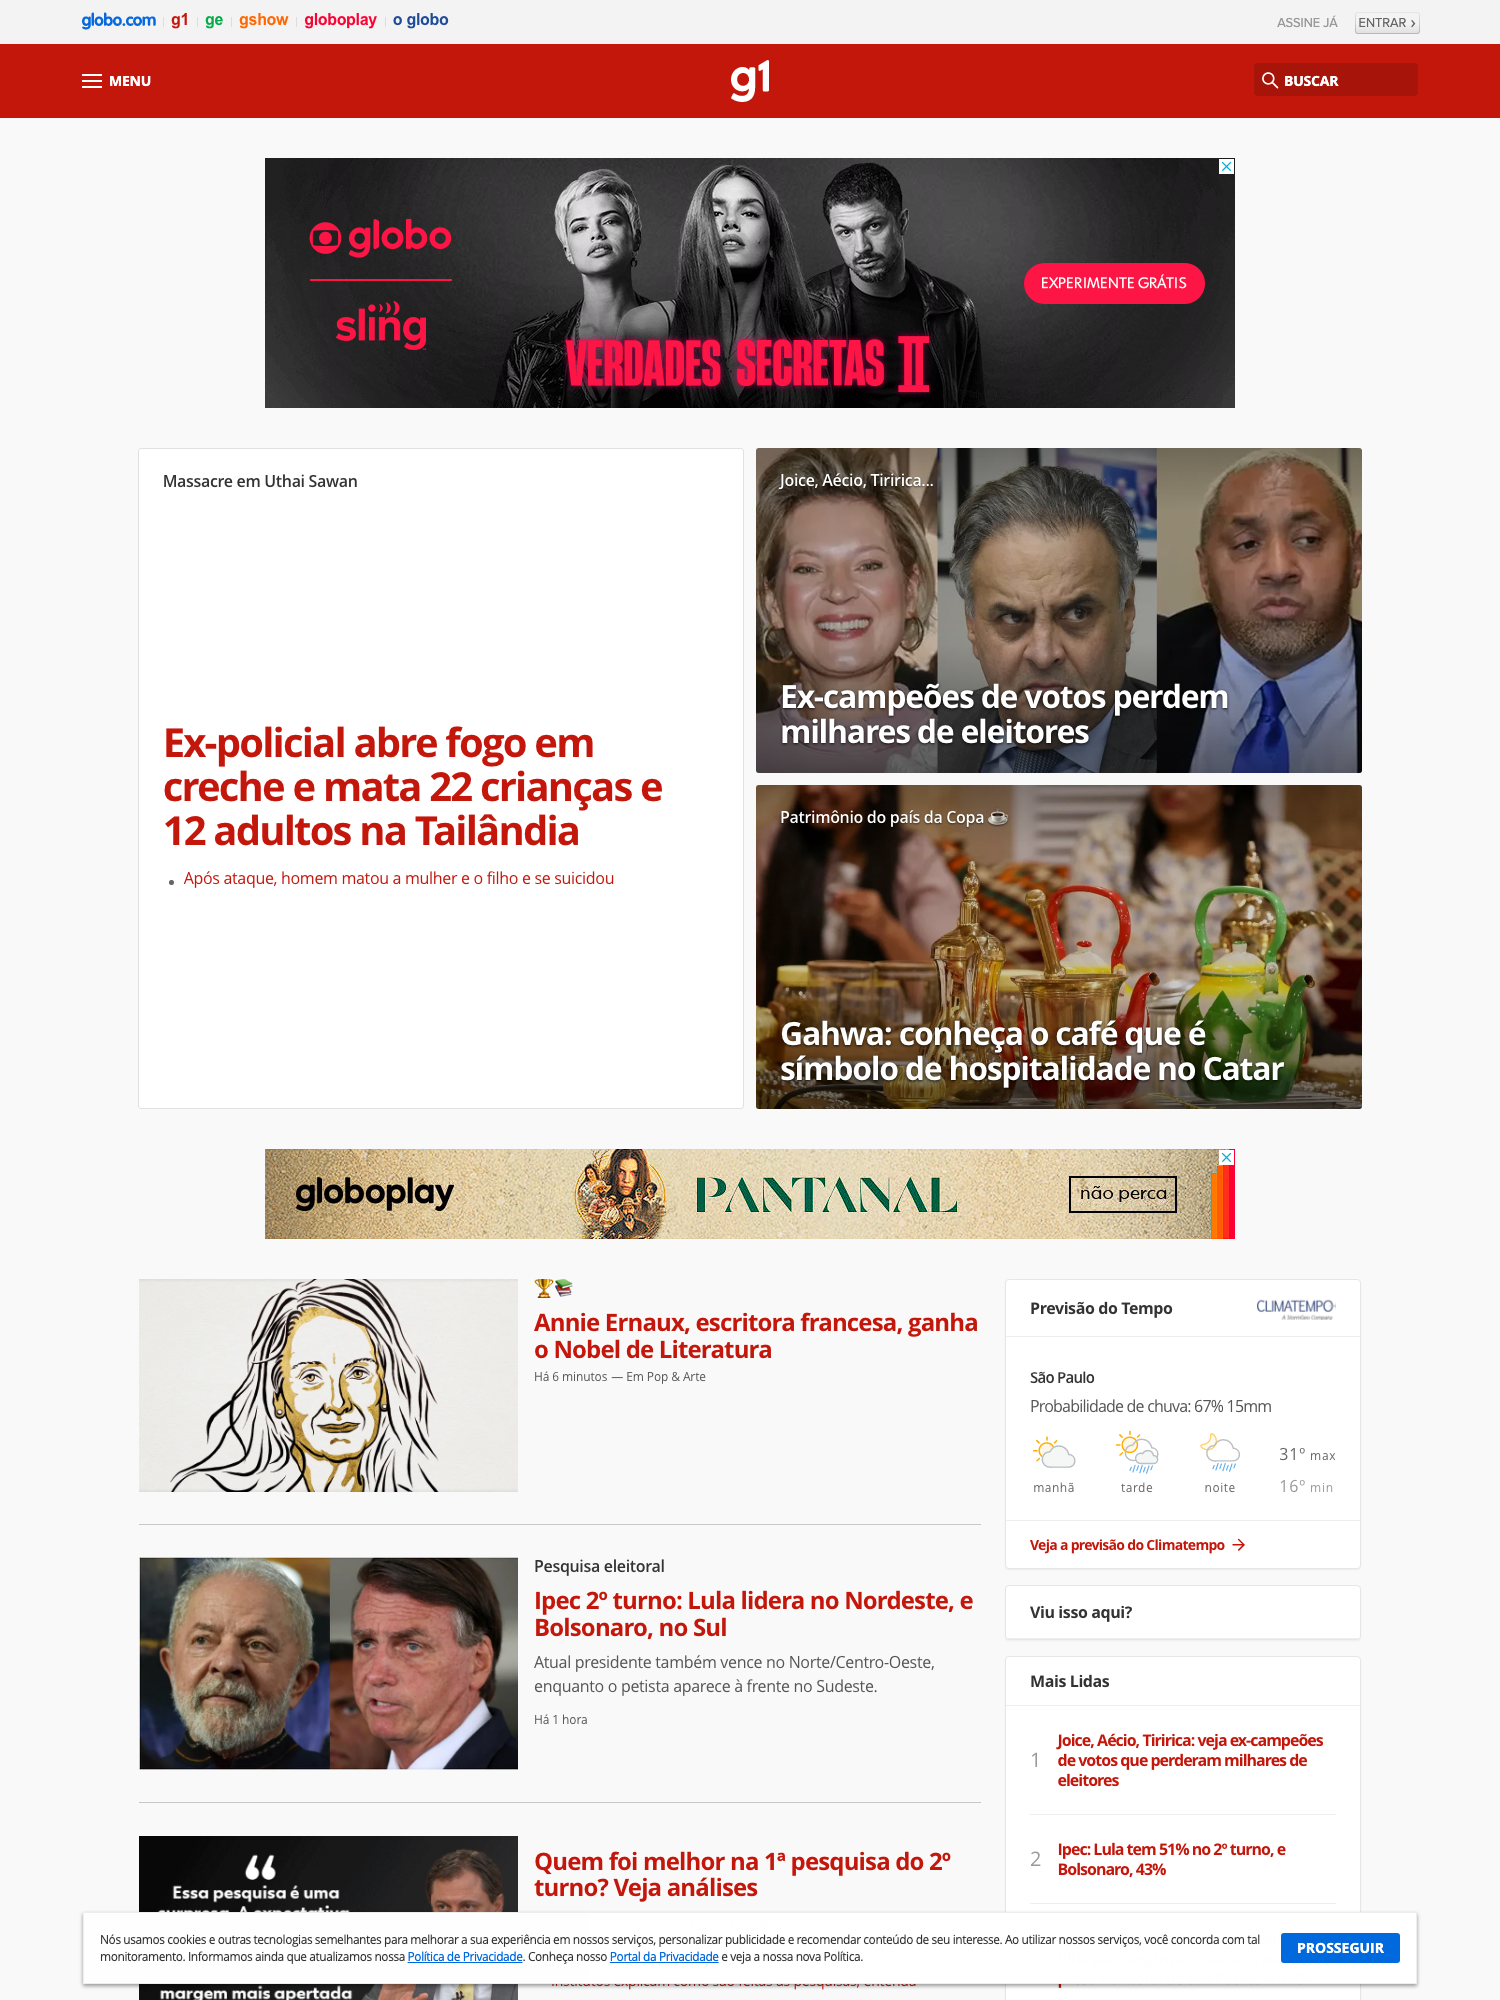 globo.com g1 ge gshow globoplay o globo
ASSINE JÁ ENTRAR ›
MENU
g1
BUSCAR
globo
sling
EXPERIMENTE GRÁTIS
VERDADES SECRETAS II
Massacre em Uthai Sawan
Ex-policial abre fogo em
creche e mata 22 crianças e
12 adultos na Tailândia
Após ataque, homem matou a mulher e o filho e se suicidou
Joice, Aécio, Tiririca...
Ex-campeões de votos perdem
milhares de eleitores
Patrimônio do país da Copa ☕
Gahwa: conheça o café que é
símbolo de hospitalidade no Catar
globoplay
PANTANAL
não perca
🏆📚
Annie Ernaux, escritora francesa, ganha
o Nobel de Literatura
Há 6 minutos — Em Pop & Arte
Pesquisa eleitoral
Ipec 2º turno: Lula lidera no Nordeste, e
Bolsonaro, no Sul
Atual presidente também vence no Norte/Centro-Oeste,
enquanto o petista aparece à frente no Sudeste.
Há 1 hora
Essa pesquisa é uma
margem mais apertada
Quem foi melhor na 1ª pesquisa do 2º
turno? Veja análises
Previsão do Tempo
CLIMATEMPO
São Paulo
Probabilidade de chuva: 67% 15mm
manhã tarde noite
31º max
16º min
Veja a previsão do Climatempo →
Viu isso aqui?
Mais Lidas
1
Joice, Aécio, Tiririca: veja ex-campeões
de votos que perderam milhares de
eleitores
2
Ipec: Lula tem 51% no 2º turno, e
Bolsonaro, 43%
Nós usamos cookies e outras tecnologias semelhantes para melhorar a sua experiência em nossos serviços, personalizar publicidade e recomendar conteúdo de seu interesse. Ao utilizar nossos serviços, você concorda com tal
monitoramento. Informamos ainda que atualizamos nossa Política de Privacidade. Conheça nosso Portal da Privacidade e veja a nossa nova Política.
PROSSEGUIR